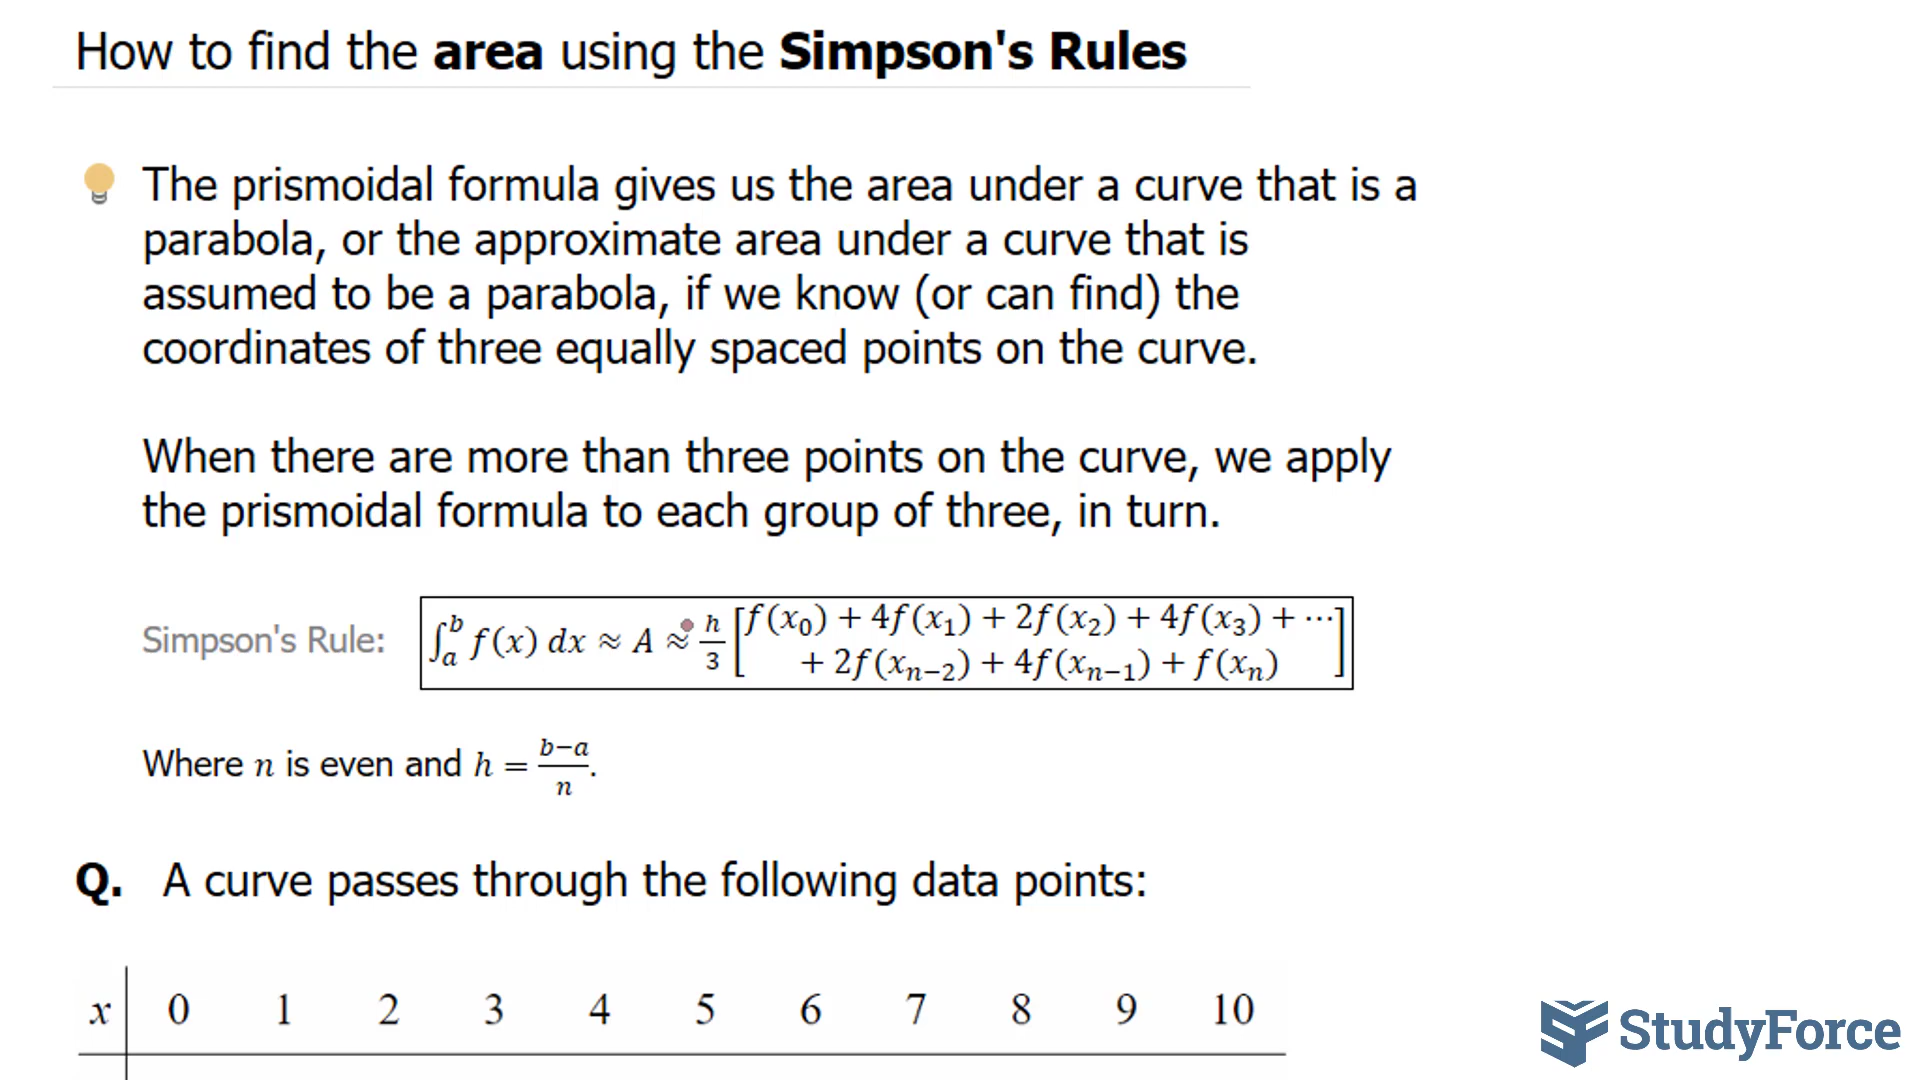 How to find the area using the Simpson's Rules
The prismoidal formula gives us the area under a curve that is a
parabola, or the approximate area under a curve that is
assumed to be a parabola, if we know (or can find) the
coordinates of three equally spaced points on the curve.
When there are more than three points on the curve, we apply
the prismoidal formula to each group of three, in turn.
Simpson's Rule: ∫ₐᵇ f(x) dx ≈ A ≈ h/3 [f(x₀) + 4f(x₁) + 2f(x₂) + 4f(x₃) + ⋯
+ 2f(xₙ₋₂) + 4f(xₙ₋₁) + f(xₙ)]
Where n is even and h = b−a/n.
Q. A curve passes through the following data points:
x 0 1 2 3 4 5 6 7 8 9 10
StudyForce